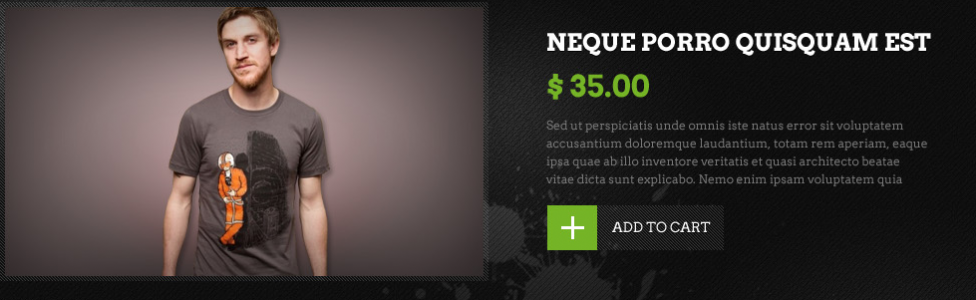 NEQUE PORRO QUISQUAM EST
$ 35.00
Sed ut perspiciatis unde omnis iste natus error sit voluptatem
accusantium doloremque laudantium, totam rem aperiam, eaque
ipsa quae ab illo inventore veritatis et quasi architecto beatae
vitae dicta sunt explicabo. Nemo enim ipsam voluptatem quia
ADD TO CART